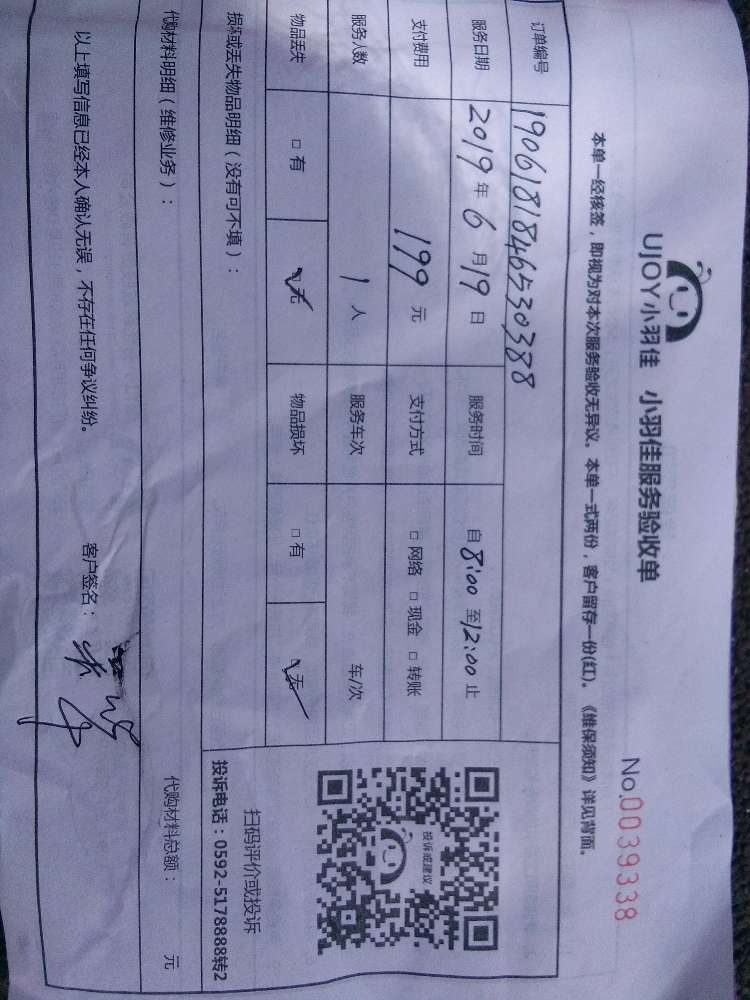 UJOY小羽佳 小羽佳服务验收单
No.0039338
本单一经核签，即视为对本次服务验收无异议。本单一式两份，客户留存一份(红)。《维保须知》详见背面。
订单编号 1906181846530388
服务日期 2019年6月19日 服务时间 自8:00至12:00止
支付费用 199元 支付方式 □网络 □现金 □转账
服务人数 1人 服务车次 车/次
物品丢失 □有 □无 物品损坏 □有 □无
投诉或建议
扫码评价或投诉
投诉电话：0592-5178888转2
损坏或丢失物品明细（没有可不填）：
代购材料明细（维修业务）： 代购材料总额： 元
以上填写信息已经本人确认无误，不存在任何争议纠纷。 客户签名：